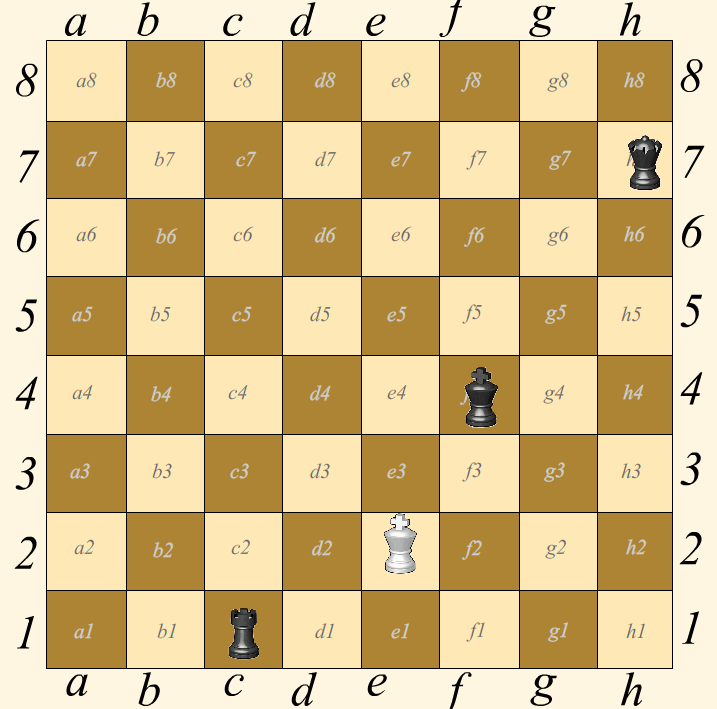 a b c d e f g h
8 a8 b8 c8 d8 e8 f8 g8 h8 8
7 a7 b7 c7 d7 e7 f7 g7 7
6 a6 b6 c6 d6 e6 f6 g6 h6 6
5 a5 b5 c5 d5 e5 f5 g5 h5 5
4 a4 b4 c4 d4 e4 g4 h4 4
3 a3 b3 c3 d3 e3 f3 g3 h3 3
2 a2 b2 c2 d2 f2 g2 h2 2
1 a1 b1 d1 e1 f1 g1 h1 1
a b c d e f g h